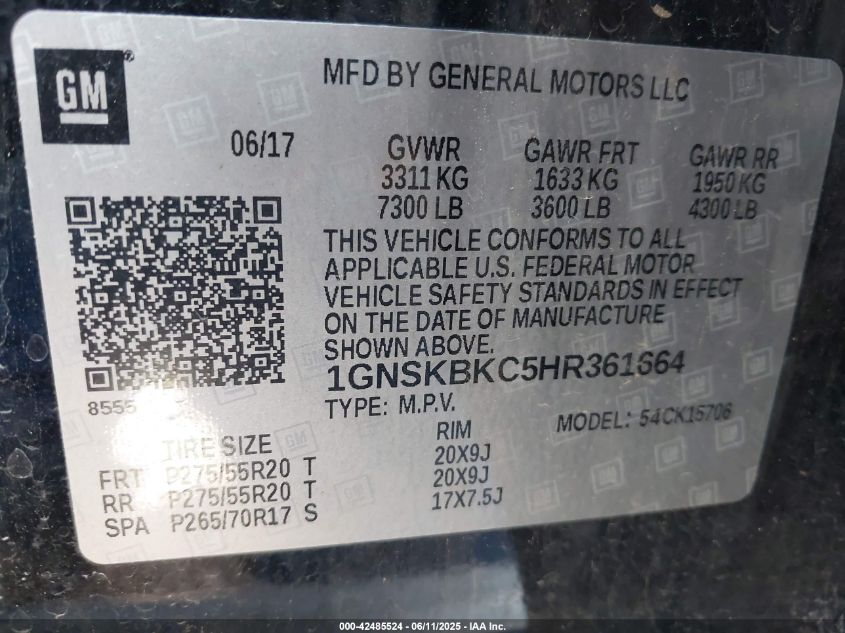 GM ®
MFD BY GENERAL MOTORS LLC
06/17
GVWR GAWR FRT GAWR RR
3311 KG 1633 KG 1950 KG
7300 LB 3600 LB 4300 LB
THIS VEHICLE CONFORMS TO ALL
APPLICABLE U.S. FEDERAL MOTOR
VEHICLE SAFETY STANDARDS IN EFFECT
ON THE DATE OF MANUFACTURE
SHOWN ABOVE.
1GNSKBKC5HR361664
8555
TYPE: M.P.V. MODEL: 54CK15706
TIRE SIZE RIM
FRT P275/55R20 T 20X9J
RR P275/55R20 T 20X9J
SPA P265/70R17 S 17X7.5J
000-42485524 - 06/11/2025 - IAA Inc.